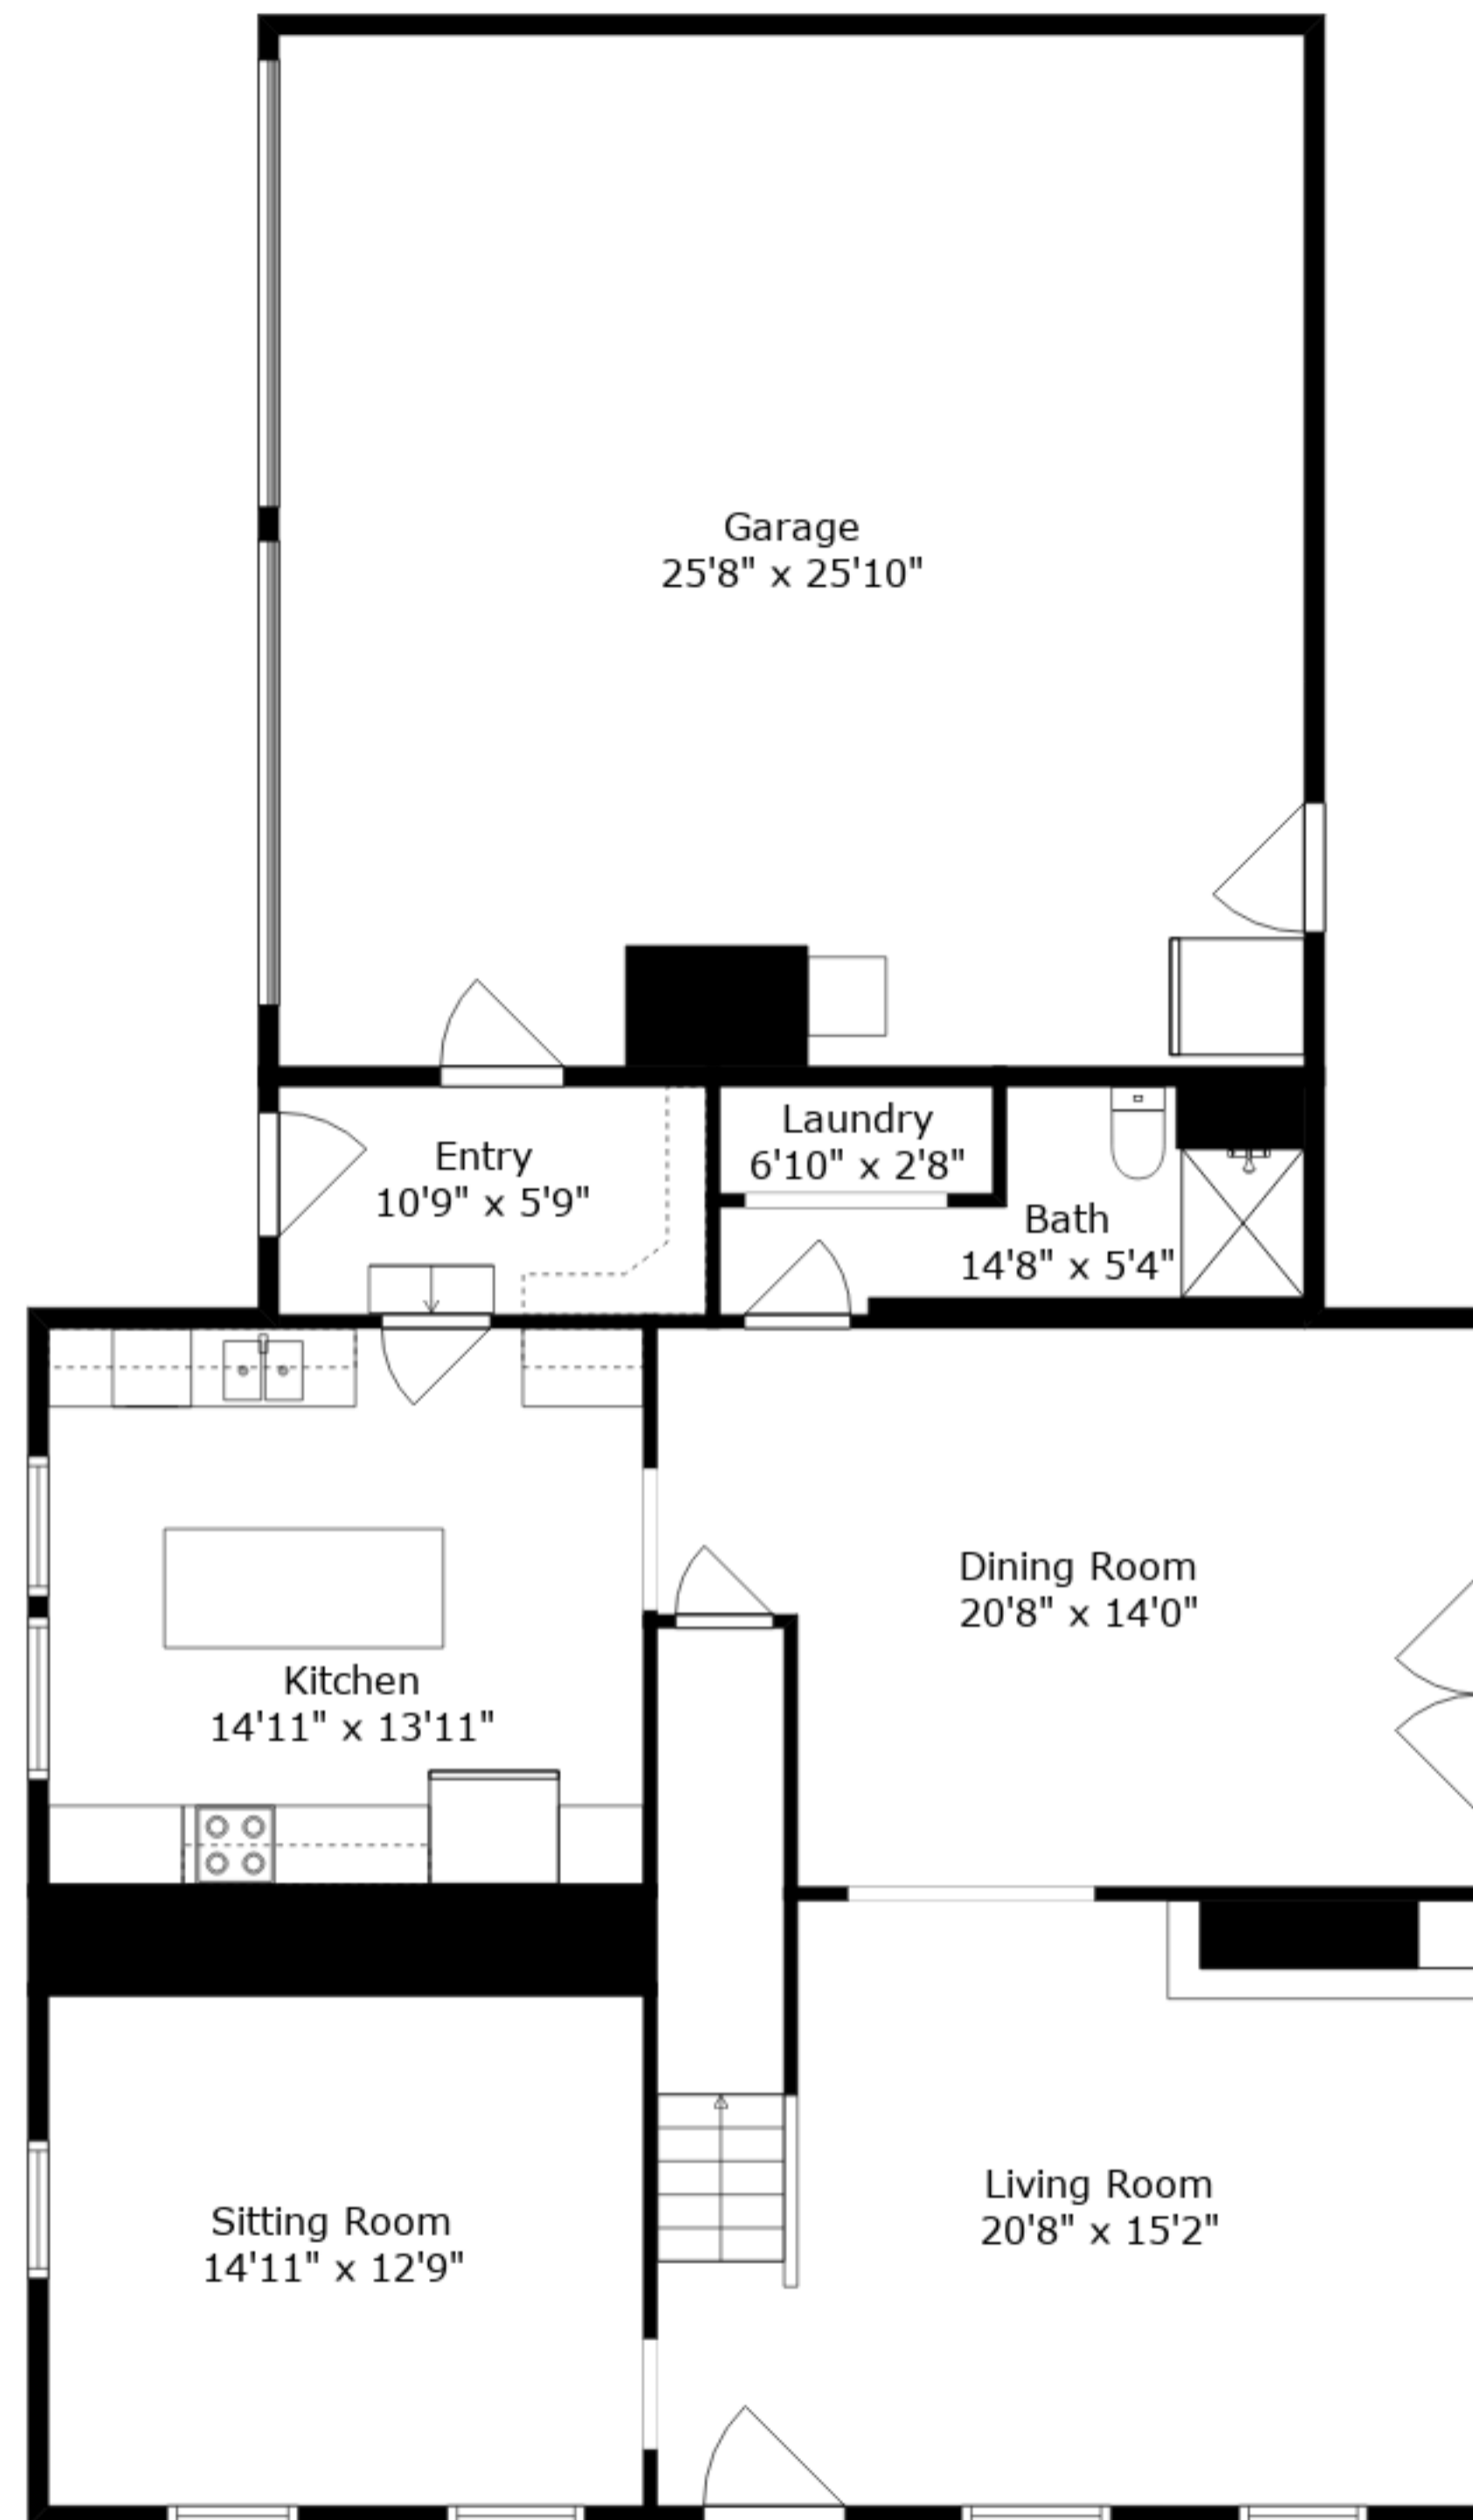 Garage
25'8" x 25'10"
Laundry
6'10" x 2'8"
Entry
10'9" x 5'9"
Bath
14'8" x 5'4"
Dining Room
20'8" x 14'0"
Kitchen
14'11" x 13'11"
Living Room
20'8" x 15'2"
Sitting Room
14'11" x 12'9"